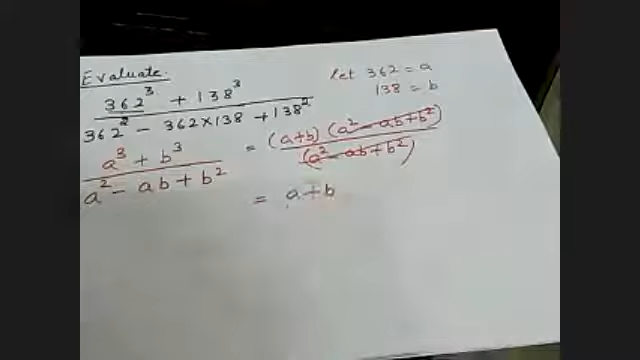 Evaluate.
let 362 = a
138 = b
362³ + 138³
362² - 362×138 + 138²
a³ + b³
a² - ab + b²
= (a+b) (a² - ab + b²)
(a² - ab + b²)
= a + b